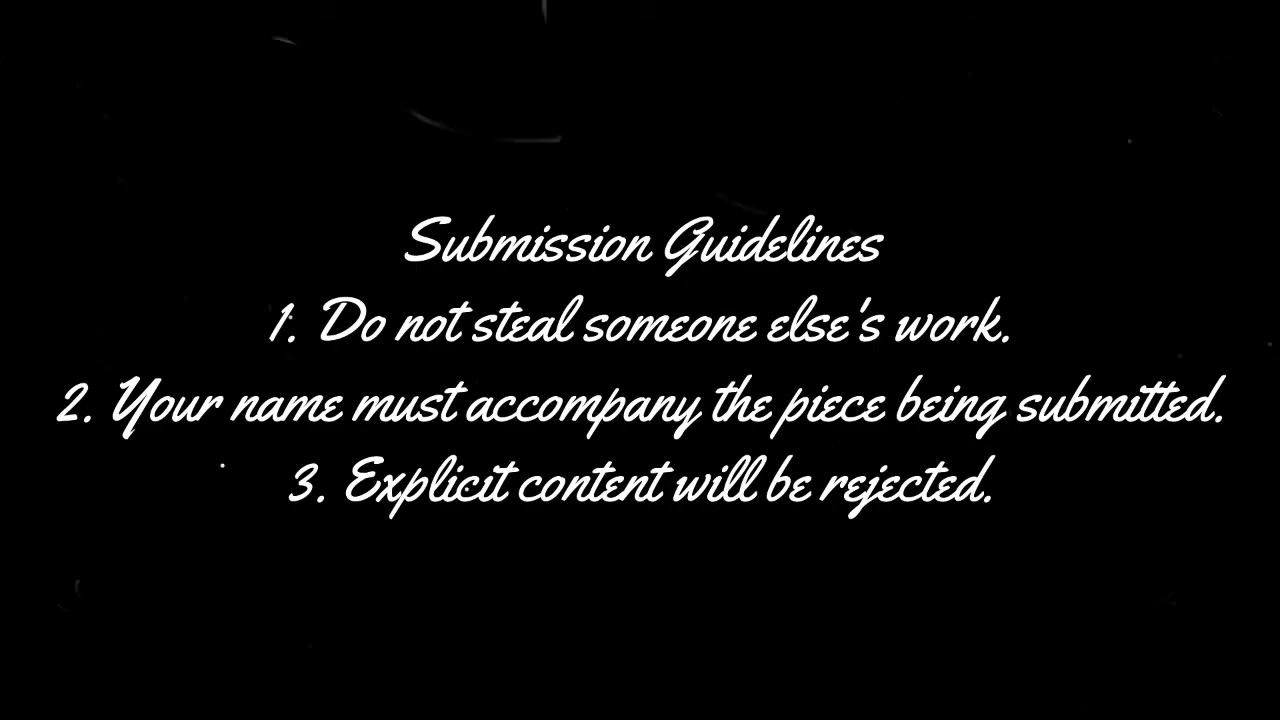 Submission Guidelines
1. Do not steal someone else's work.
2. Your name must accompany the piece being submitted.
3. Explicit content will be rejected.